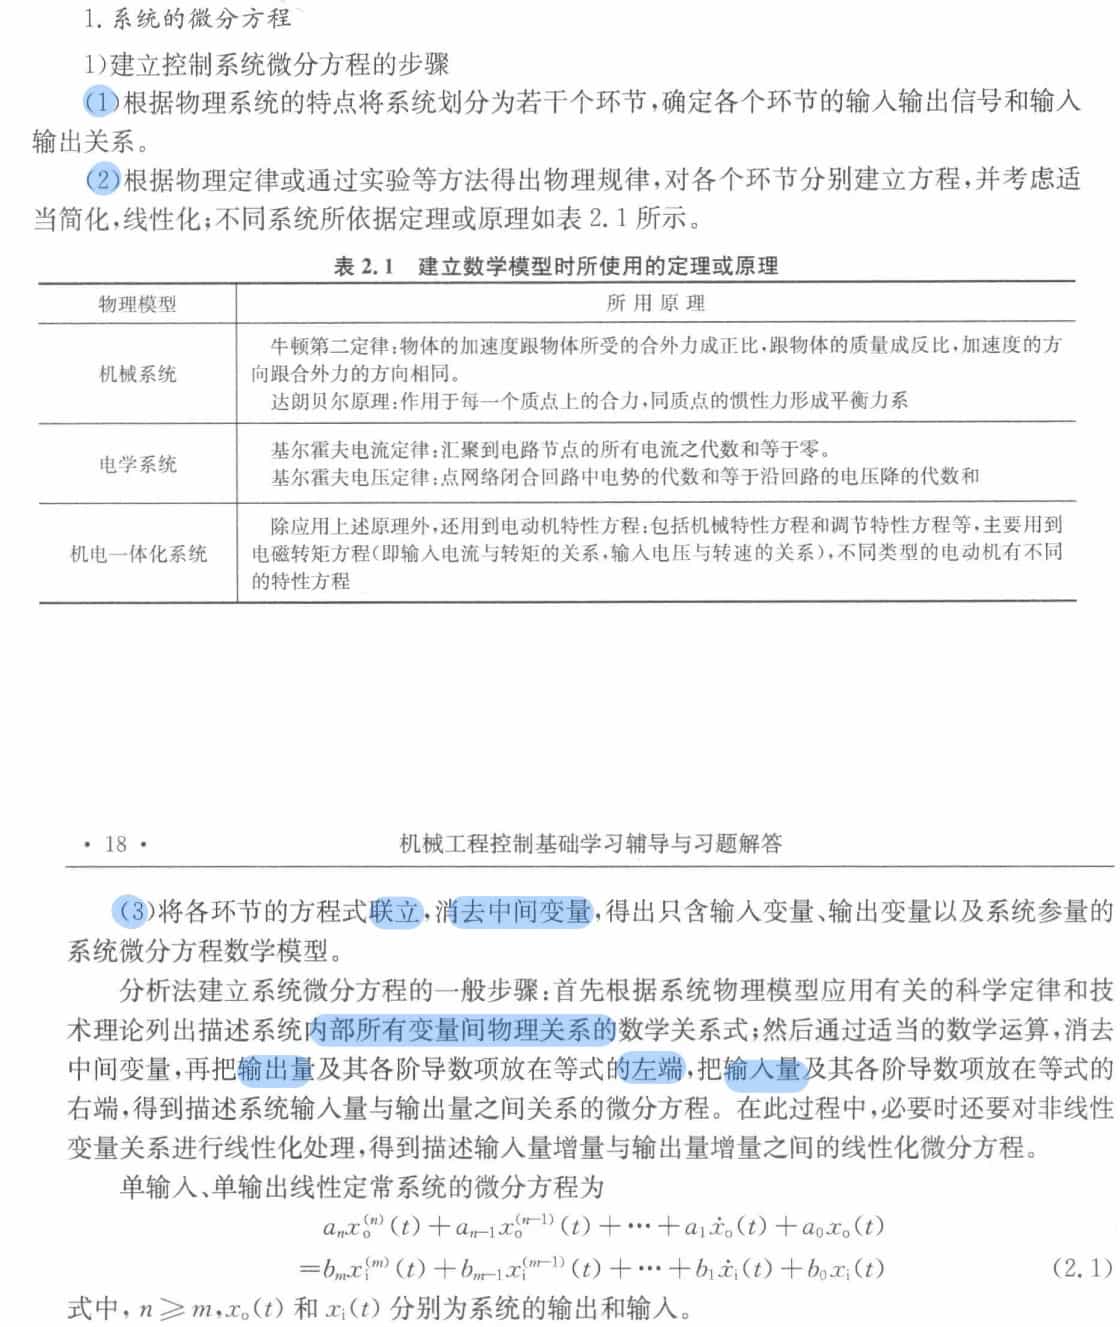 1. 系统的微分方程
1)建立控制系统微分方程的步骤
(1)根据物理系统的特点将系统划分为若干个环节,确定各个环节的输入输出信号和输入
输出关系。
(2)根据物理定律或通过实验等方法得出物理规律,对各个环节分别建立方程,并考虑适
当简化,线性化;不同系统所依据定理或原理如表 2.1 所示。
表 2.1 建立数学模型时所使用的定理或原理
物理模型 所用原理
机械系统
牛顿第二定律:物体的加速度跟物体所受的合外力成正比,跟物体的质量成反比,加速度的方
向跟合外力的方向相同。
达朗贝尔原理:作用于每一个质点上的合力,同质点的惯性力形成平衡力系
电学系统
基尔霍夫电流定律:汇聚到电路节点的所有电流之代数和等于零。
基尔霍夫电压定律:点网络闭合回路中电势的代数和等于沿回路的电压降的代数和
机电一体化系统
除应用上述原理外,还用到电动机特性方程;包括机械特性方程和调节特性方程等,主要用到
电磁转矩方程(即输入电流与转矩的关系,输入电压与转速的关系),不同类型的电动机有不同
的特性方程
· 18 · 机械工程控制基础学习辅导与习题解答
(3)将各环节的方程式联立,消去中间变量,得出只含输入变量、输出变量以及系统参量的
系统微分方程数学模型。
分析法建立系统微分方程的一般步骤:首先根据系统物理模型应用有关的科学定律和技
术理论列出描述系统内部所有变量间物理关系的数学关系式;然后通过适当的数学运算,消去
中间变量,再把输出量及其各阶导数项放在等式的左端,把输入量及其各阶导数项放在等式的
右端,得到描述系统输入量与输出量之间关系的微分方程。在此过程中,必要时还要对非线性
变量关系进行线性化处理,得到描述输入量增量与输出量增量之间的线性化微分方程。
单输入、单输出线性定常系统的微分方程为
aₙxₒ⁽ⁿ⁾(t)+aₙ₋₁xₒ⁽ⁿ⁻¹⁾(t)+⋯+a₁ẋₒ(t)+a₀xₒ(t)
=bₘxᵢ⁽ᵐ⁾(t)+bₘ₋₁xᵢ⁽ᵐ⁻¹⁾(t)+⋯+b₁ẋᵢ(t)+b₀xᵢ(t) (2.1)
式中, n≥m,xₒ(t) 和 xᵢ(t) 分别为系统的输出和输入。